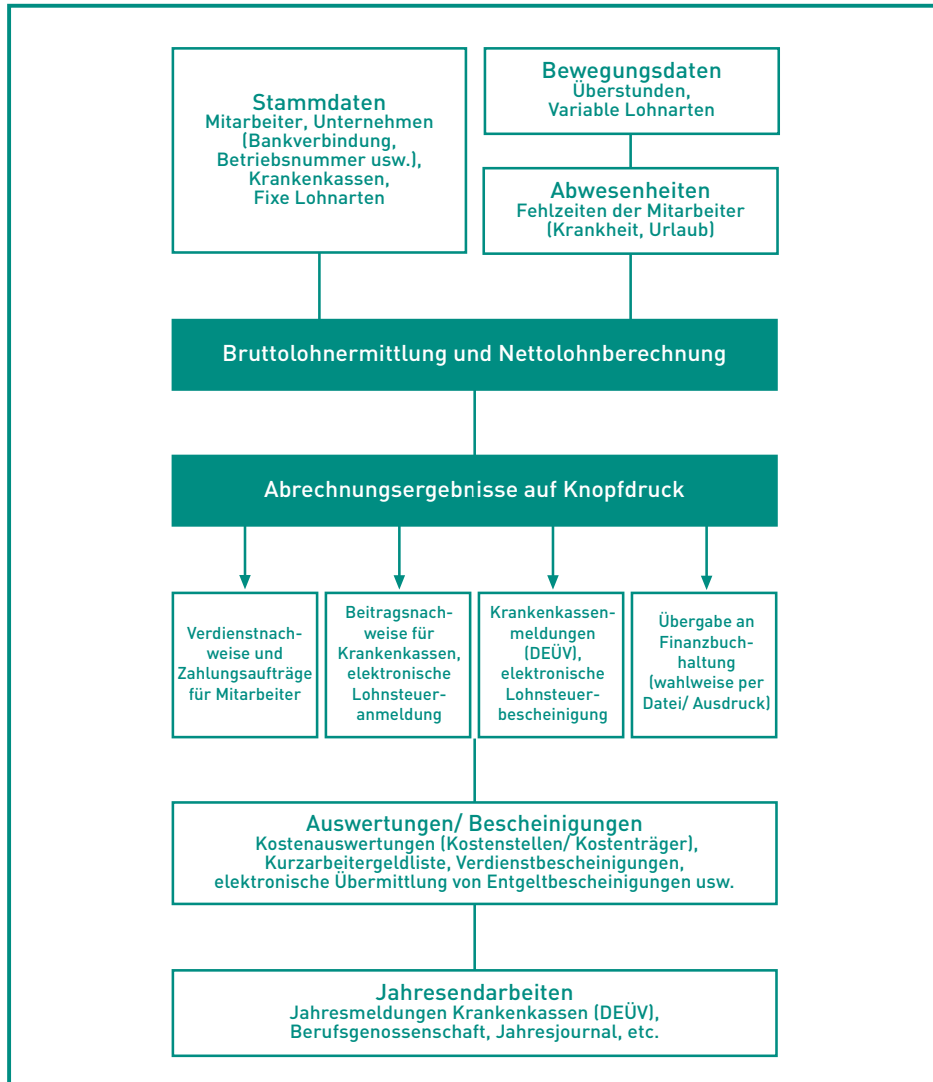 Stammdaten
Mitarbeiter, Unternehmen
(Bankverbindung,
Betriebsnummer usw.),
Krankenkassen,
Fixe Lohnarten
Bewegungsdaten
Überstunden,
Variable Lohnarten
Abwesenheiten
Fehlzeiten der Mitarbeiter
(Krankheit, Urlaub)
Bruttolohnermittlung und Nettolohnberechnung
Abrechnungsergebnisse auf Knopfdruck
Verdienstnach-
weise und
Zahlungsaufträge
für Mitarbeiter
Beitragsnach-
weise für
Krankenkassen,
elektronische
Lohnsteuer-
anmeldung
Krankenkassen-
meldungen
(DEÜV),
elektronische
Lohnsteuer-
bescheinigung
Übergabe an
Finanzbuch-
haltung
(wahlweise per
Datei/ Ausdruck)
Auswertungen/ Bescheinigungen
Kostenauswertungen (Kostenstellen/ Kostenträger),
Kurzarbeitergeldliste, Verdienstbescheinigungen,
elektronische Übermittlung von Entgeltbescheinigungen usw.
Jahresendarbeiten
Jahresmeldungen Krankenkassen (DEÜV),
Berufsgenossenschaft, Jahresjournal, etc.